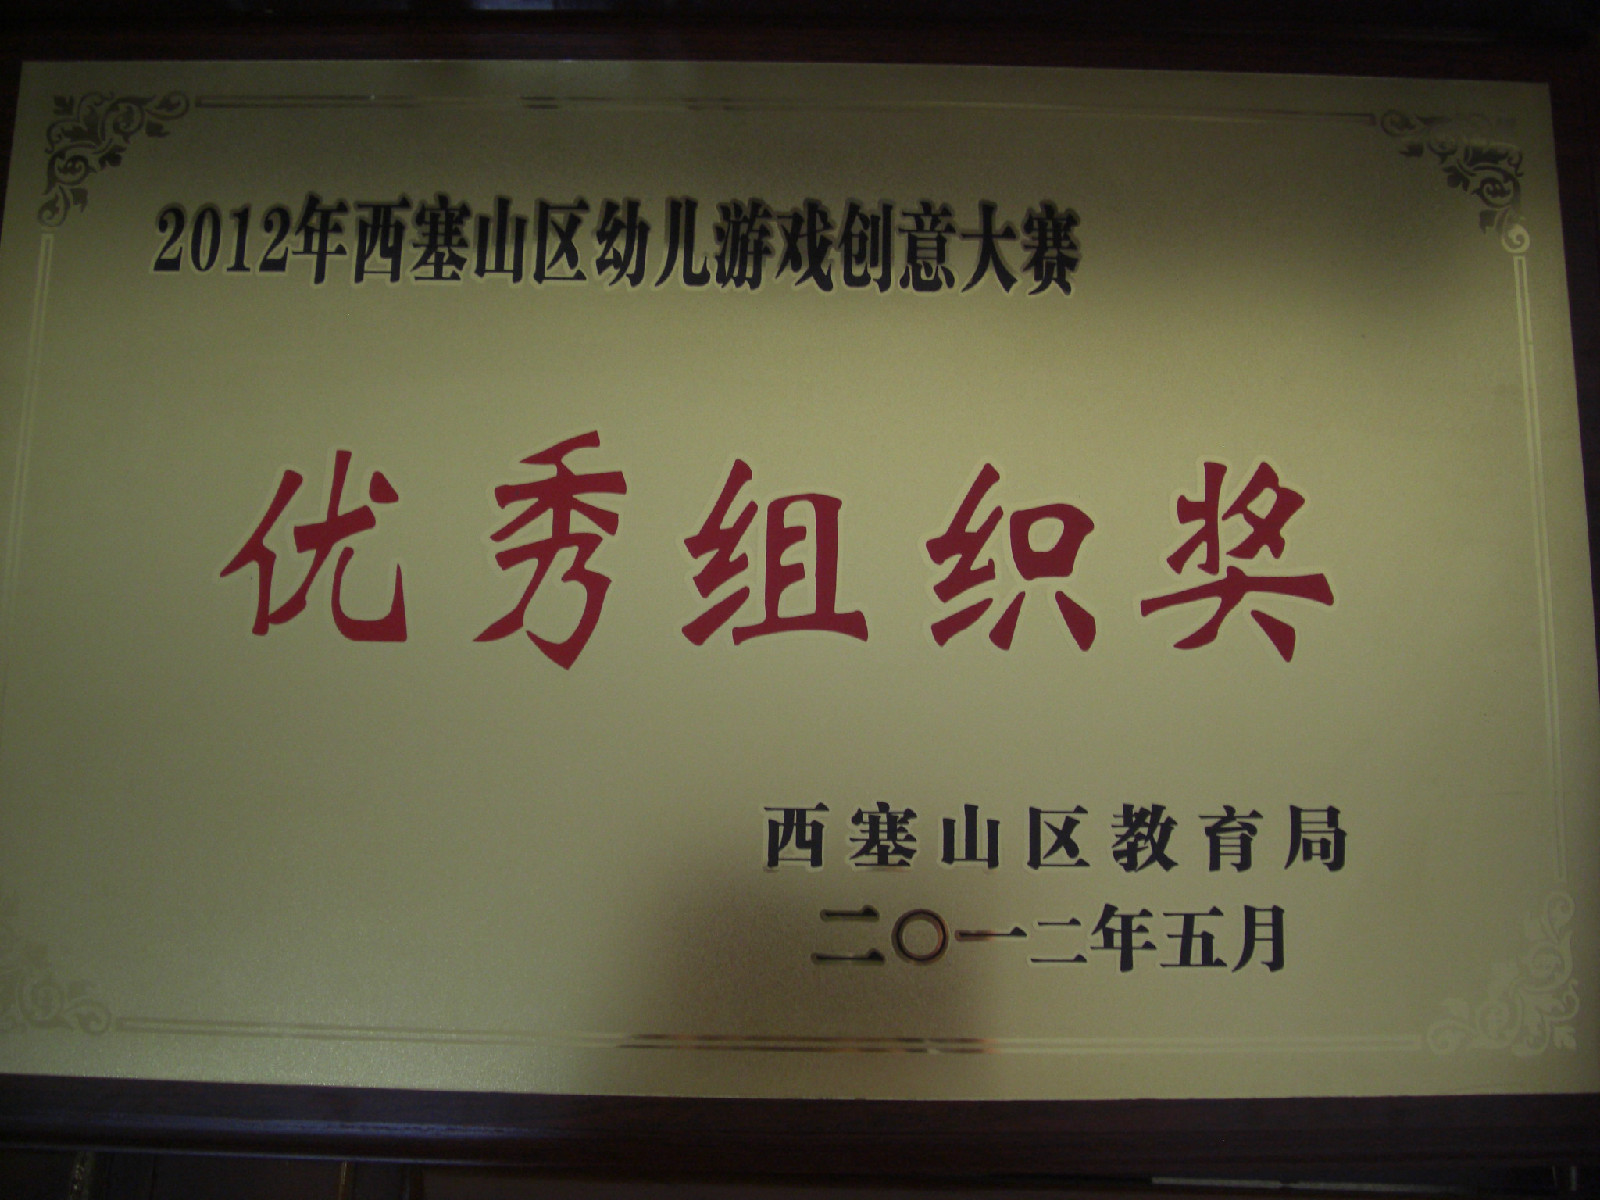 2012年西塞山区幼儿游戏创意大赛
优秀组织奖
西塞山区教育局
二〇一二年五月